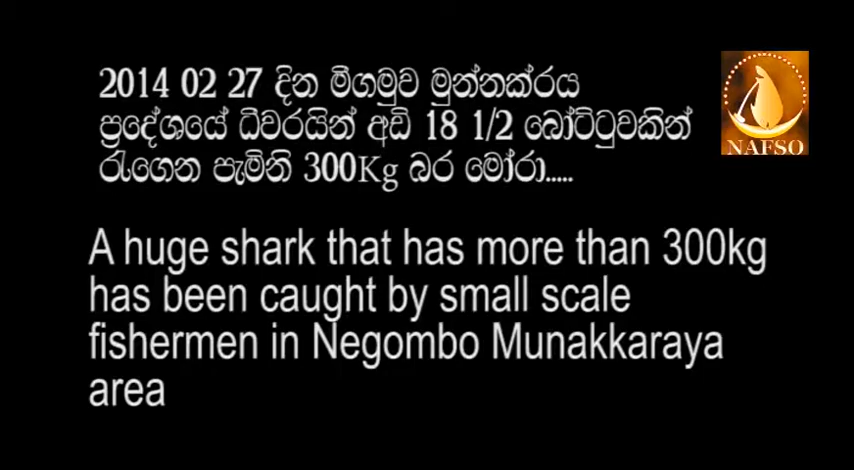 2014 02 27 දින මීගමුව මුන්නක්රය
ප්‍රදේශයේ ධීවරයින් අඩි 18 1/2 බෝට්ටුවකින්
රැගෙන පැමිනි 300Kg බර මෝරා.....
NAFSO
A huge shark that has more than 300kg
has been caught by small scale
fishermen in Negombo Munakkaraya
area